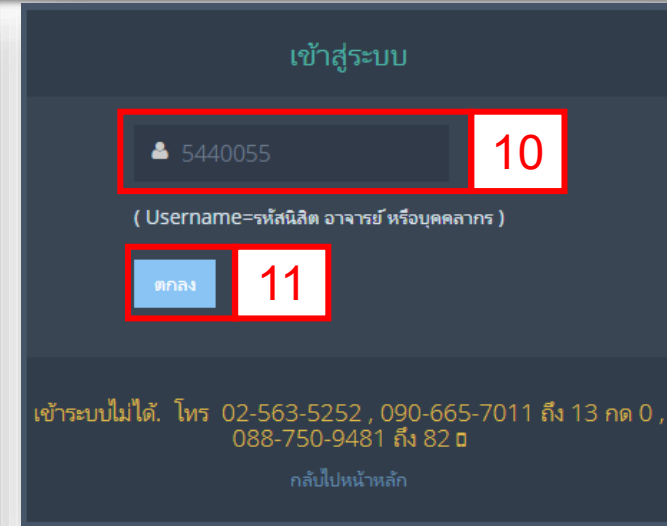 เข้าสู่ระบบ
5440055 10
( Username=รหัสนิสิต อาจารย์ หรือบุคคลากร )
ตกลง 11
เข้าระบบไม่ได้. โทร 02-563-5252 , 090-665-7011 ถึง 13 กด 0 ,
088-750-9481 ถึง 82
กลับไปหน้าหลัก